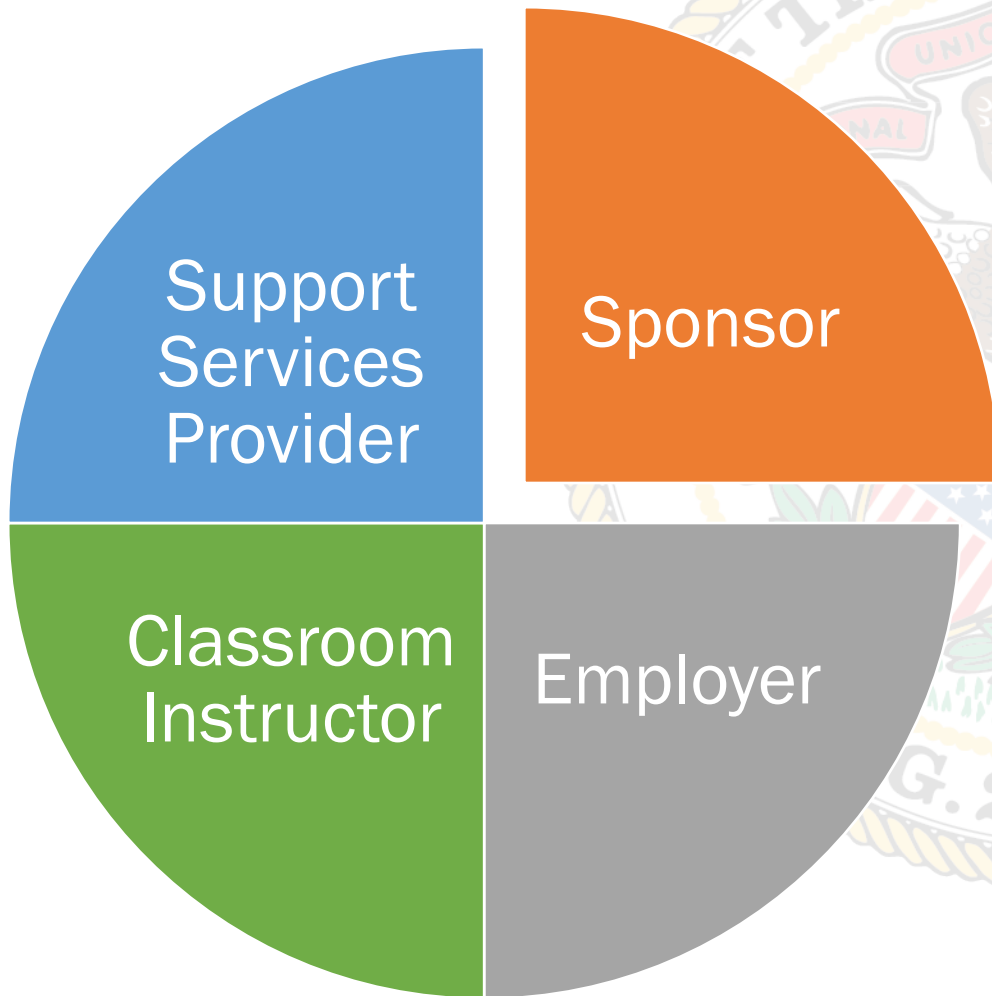 Support
Services
Provider
Sponsor
Classroom
Instructor
Employer